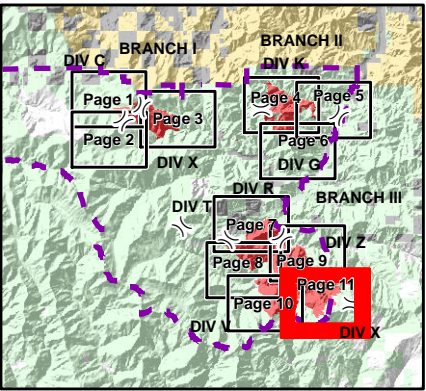 BRANCH I
BRANCH II
DIV C
DIV K
Page 1
Page 4
Page 5
Page 3
Page 2
Page 6
DIV X
DIV G
DIV R
BRANCH III
DIV T
Page 7
DIV Z
Page 8
Page 9
Page 11
Page 10
DIV V
DIV X